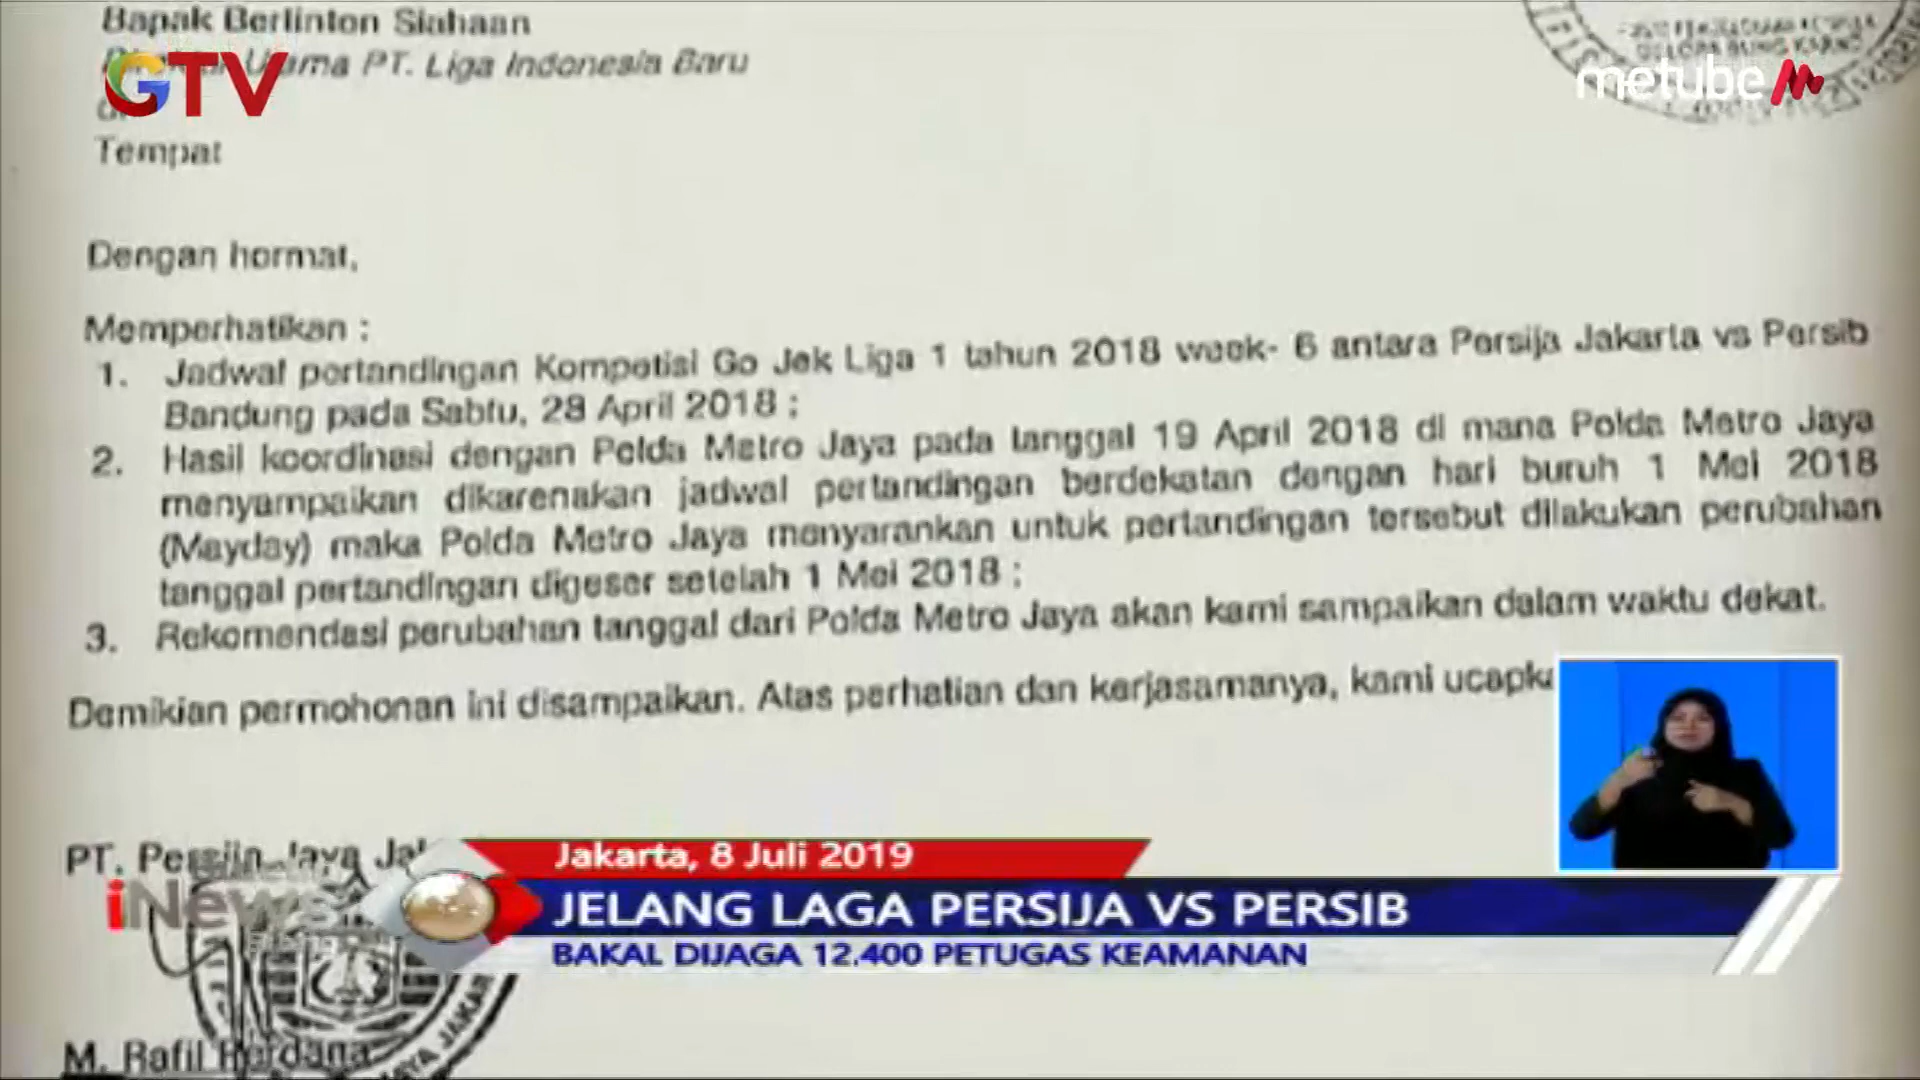 Bapak Berlinton Siahaan
Utama PT. Liga Indonesia Baru
GTV
metube
Tempat
Dengan hormat,
Memperhatikan :
1. Jadwal pertandingan Kompetisi Go Jek Liga 1 tahun 2018 week- 6 antara Persija Jakarta vs Persib
Bandung pada Sabtu, 28 April 2018 ;
2. Hasil koordinasi dengan Polda Metro Jaya pada tanggal 19 April 2018 di mana Polda Metro Jaya
menyampaikan dikarenakan jadwal pertandingan berdekatan dengan hari buruh 1 Mei 2018
(Mayday) maka Polda Metro Jaya menyarankan untuk pertandingan tersebut dilakukan perubahan
tanggal pertandingan digeser setelah 1 Mei 2018 ;
3. Rekomendasi perubahan tanggal dari Polda Metro Jaya akan kami sampaikan dalam waktu dekat.
Demikian permohonan ini disampaikan. Atas perhatian dan kerjasamanya, kami ucapka
PT. Persija Jaya Jak
iNews
Jakarta, 8 Juli 2019
JELANG LAGA PERSIJA VS PERSIB
BAKAL DIJAGA 12.400 PETUGAS KEAMANAN
M. Rafil